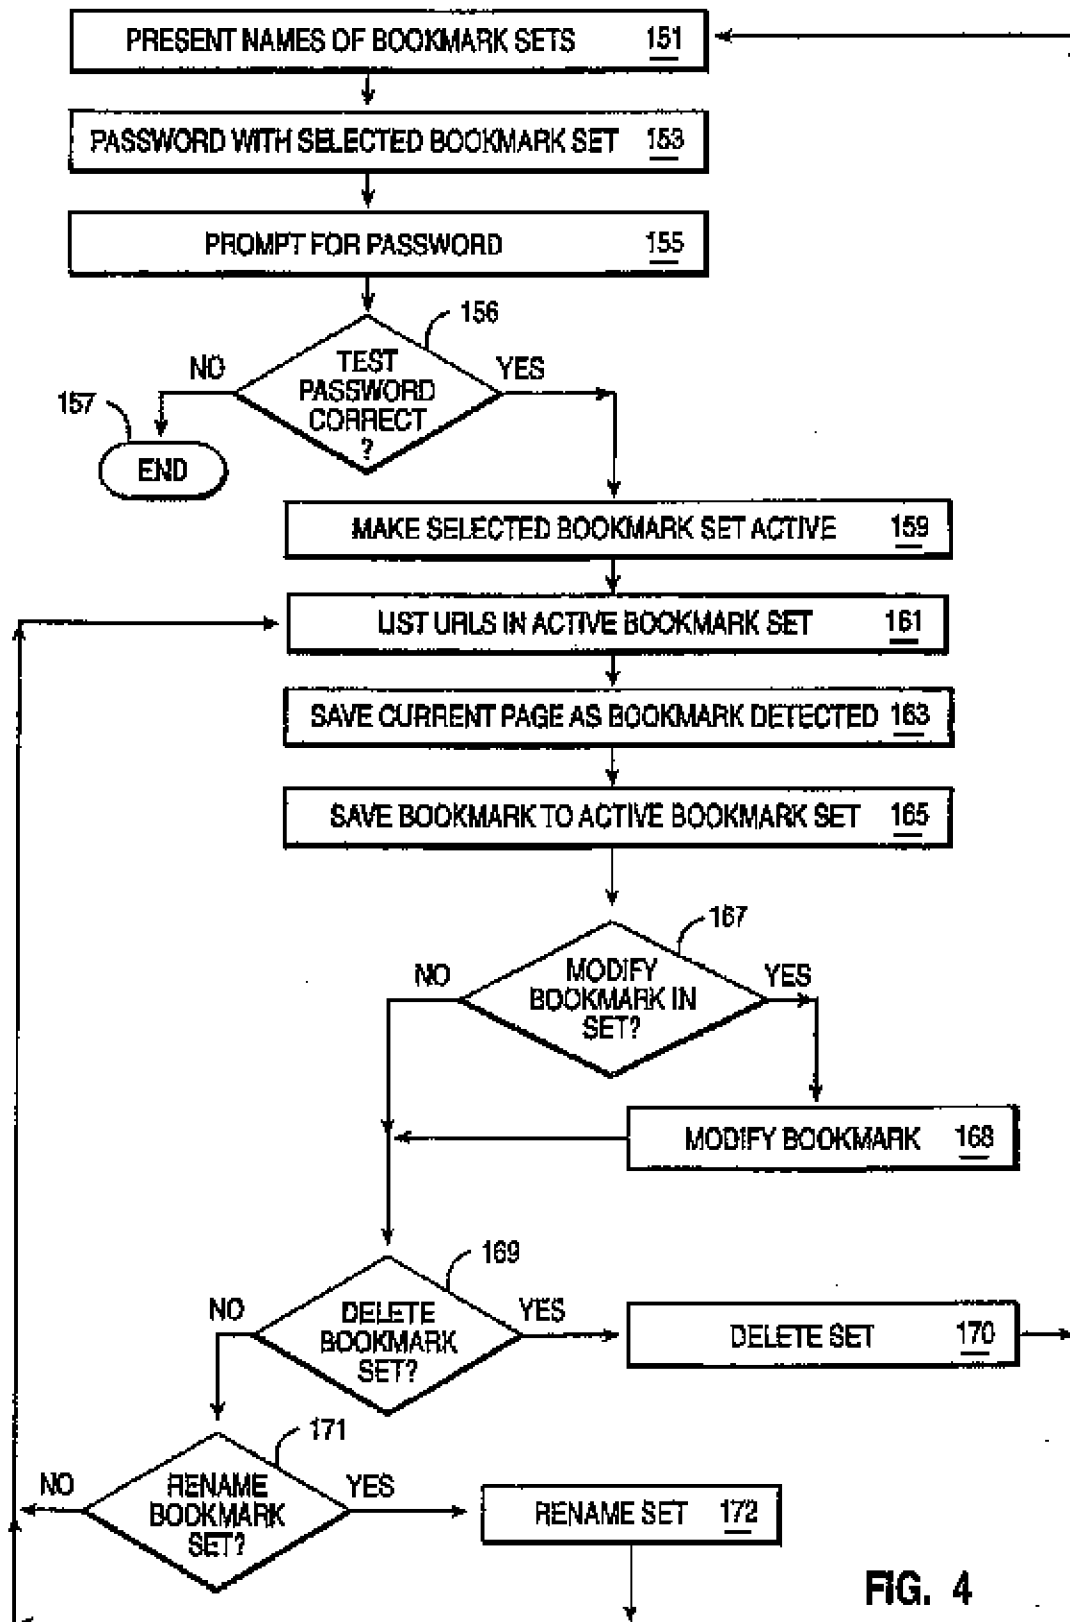 PRESENT NAMES OF BOOKMARK SETS 151
PASSWORD WITH SELECTED BOOKMARK SET 153
PROMPT FOR PASSWORD 155
156
NO
TEST
PASSWORD
CORRECT
?
YES
157
END
MAKE SELECTED BOOKMARK SET ACTIVE 159
LIST URLS IN ACTIVE BOOKMARK SET 161
SAVE CURRENT PAGE AS BOOKMARK DETECTED 163
SAVE BOOKMARK TO ACTIVE BOOKMARK SET 165
167
NO
MODIFY
BOOKMARK IN
SET?
YES
MODIFY BOOKMARK 168
169
NO
DELETE
BOOKMARK
SET?
YES
DELETE SET 170
171
NO
RENAME
BOOKMARK
SET?
YES
RENAME SET 172
FIG. 4